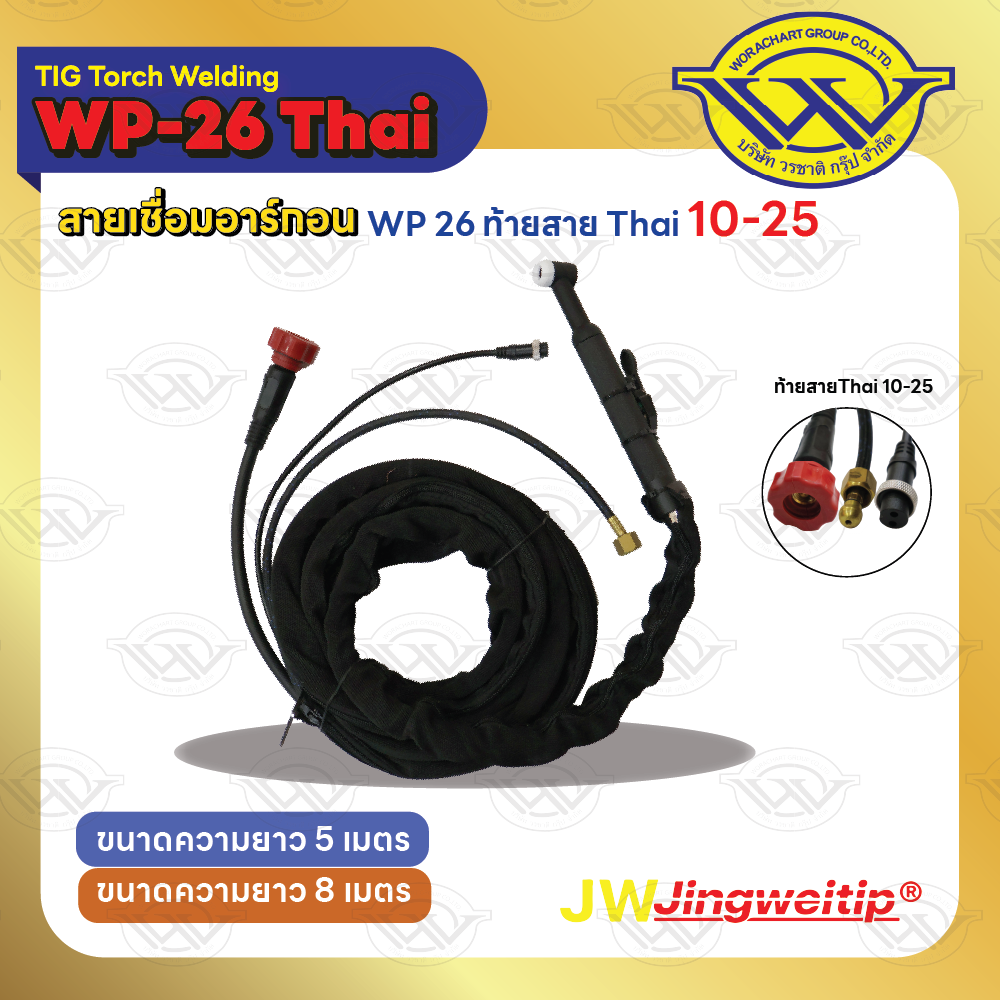 TIG Torch Welding
WP-26 Thai
WORACHART GROUP CO.,LTD.
W
บริษัท วรชาติ กรุ๊ป จำกัด
สายเชื่อมอาร์กอน WP 26 ท้ายสาย Thai 10-25
ท้ายสายThai 10-25
ขนาดความยาว 5 เมตร
ขนาดความยาว 8 เมตร
JW Jingweitip®